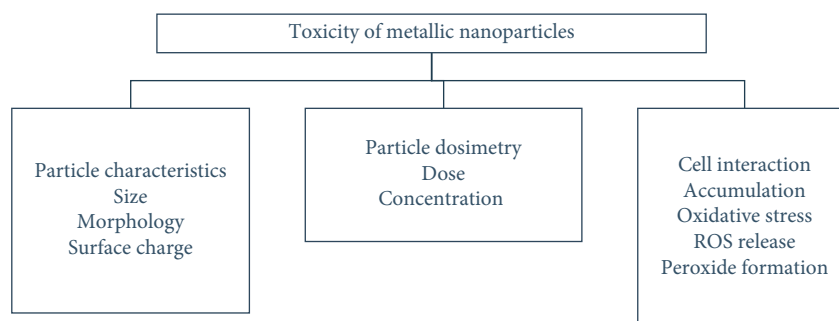 Toxicity of metallic nanoparticles
Particle characteristics
Size
Morphology
Surface charge
Particle dosimetry
Dose
Concentration
Cell interaction
Accumulation
Oxidative stress
ROS release
Peroxide formation